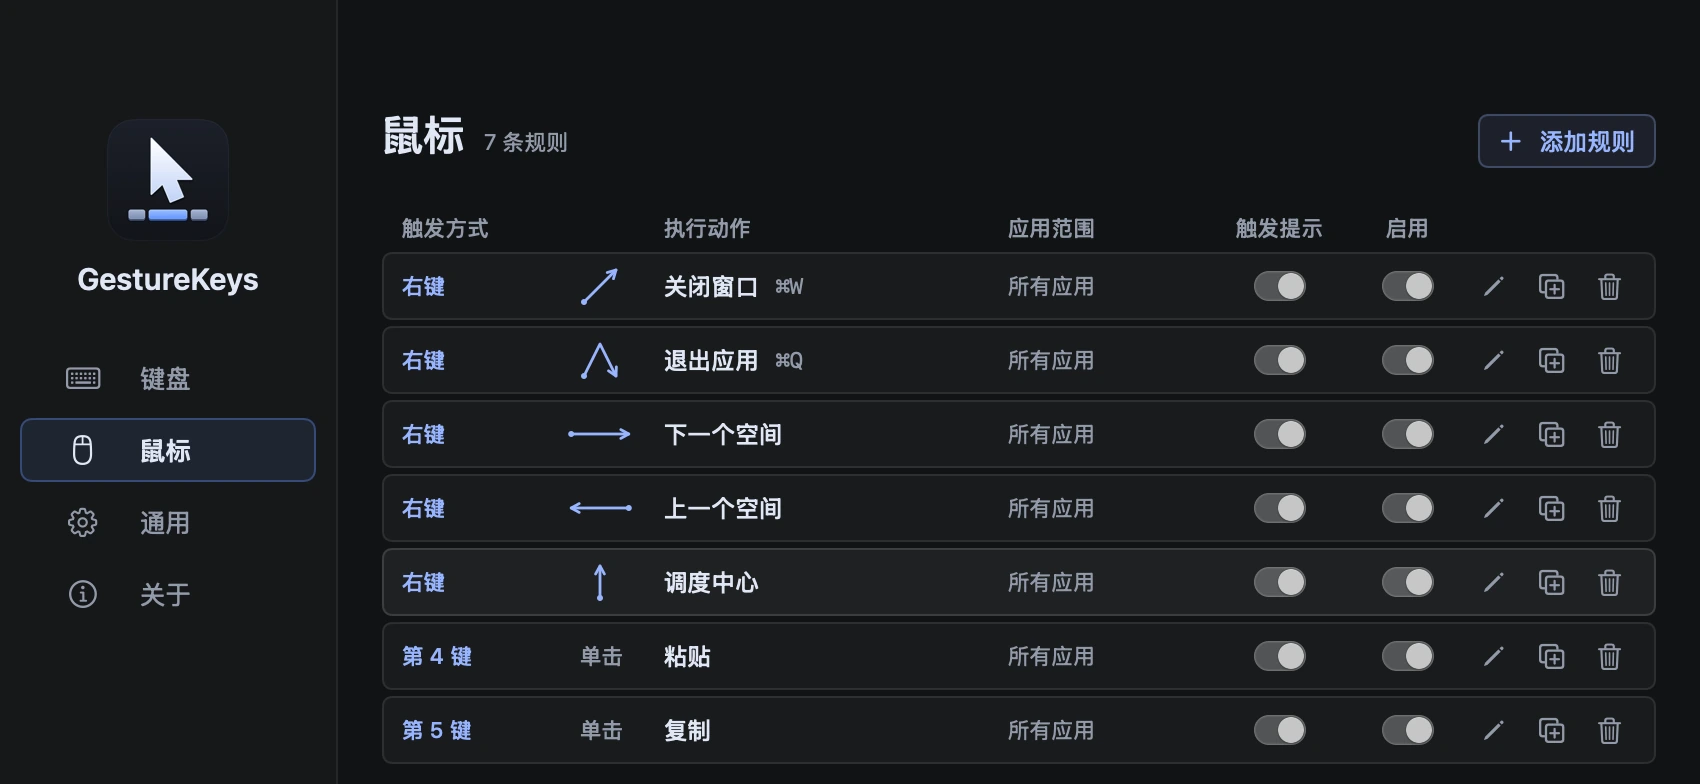 GestureKeys
键盘
鼠标
通用
关于
鼠标 7 条规则
添加规则
触发方式 执行动作 应用范围 触发提示 启用
右键 关闭窗口 ⌘W 所有应用
右键 退出应用 ⌘Q 所有应用
右键 下一个空间 所有应用
右键 上一个空间 所有应用
右键 调度中心 所有应用
第 4 键 单击 粘贴 所有应用
第 5 键 单击 复制 所有应用